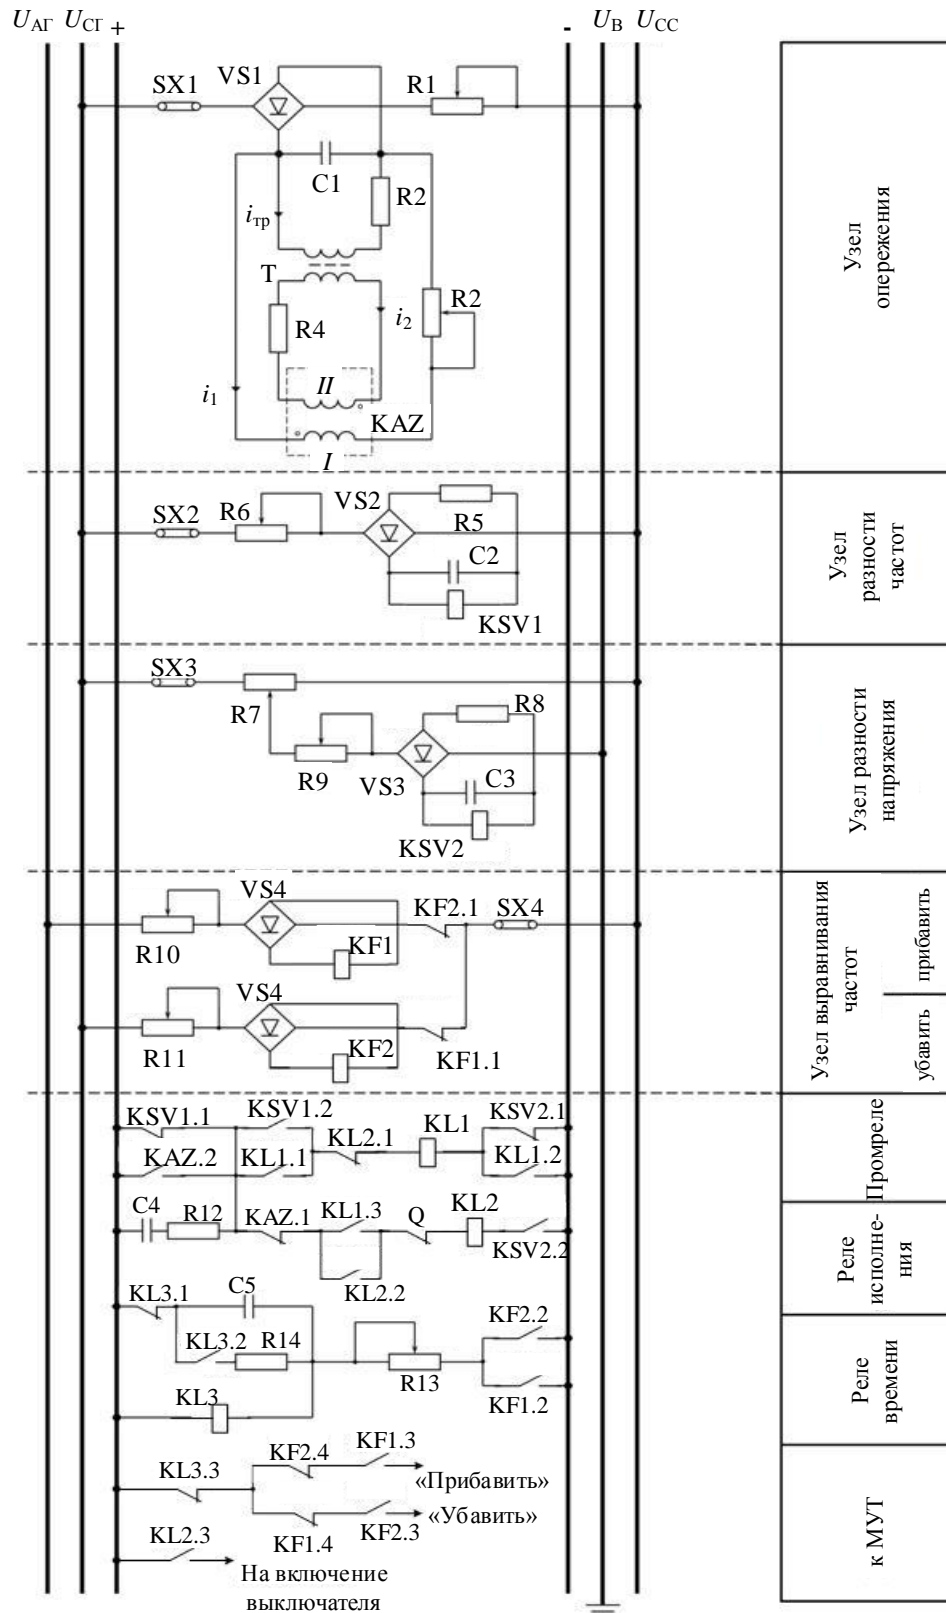 UАГ UСГ + - UВ UСС
SX1 VS1 R1
C1
R2
iтр
T
R4
i2
R2
i1
II
KAZ
I
Узел
опережения
SX2 R6 VS2
R5
C2
KSV1
Узел
разности
частот
SX3
R7
R8
R9
VS3
C3
KSV2
Узел разности
напряжения
VS4
KF2.1 SX4
R10
KF1
VS4
R11
KF2
KF1.1
Узел выравнивания
частот
прибавить
убавить
KSV1.1 KSV1.2 KSV2.1
KL2.1 KL1
KAZ.2 KL1.1 KL1.2
Промреле
C4 R12
KAZ.1 KL1.3 Q KL2
KSV2.2
KL2.2
Реле
исполне-
ния
KL3.1 C5
KL3.2 R14
KF2.2
R13
KL3
KF1.2
Реле
времени
KL3.3 KF2.4 KF1.3
«Прибавить»
«Убавить»
KF1.4 KF2.3
KL2.3
На включение
выключателя
к МУТ